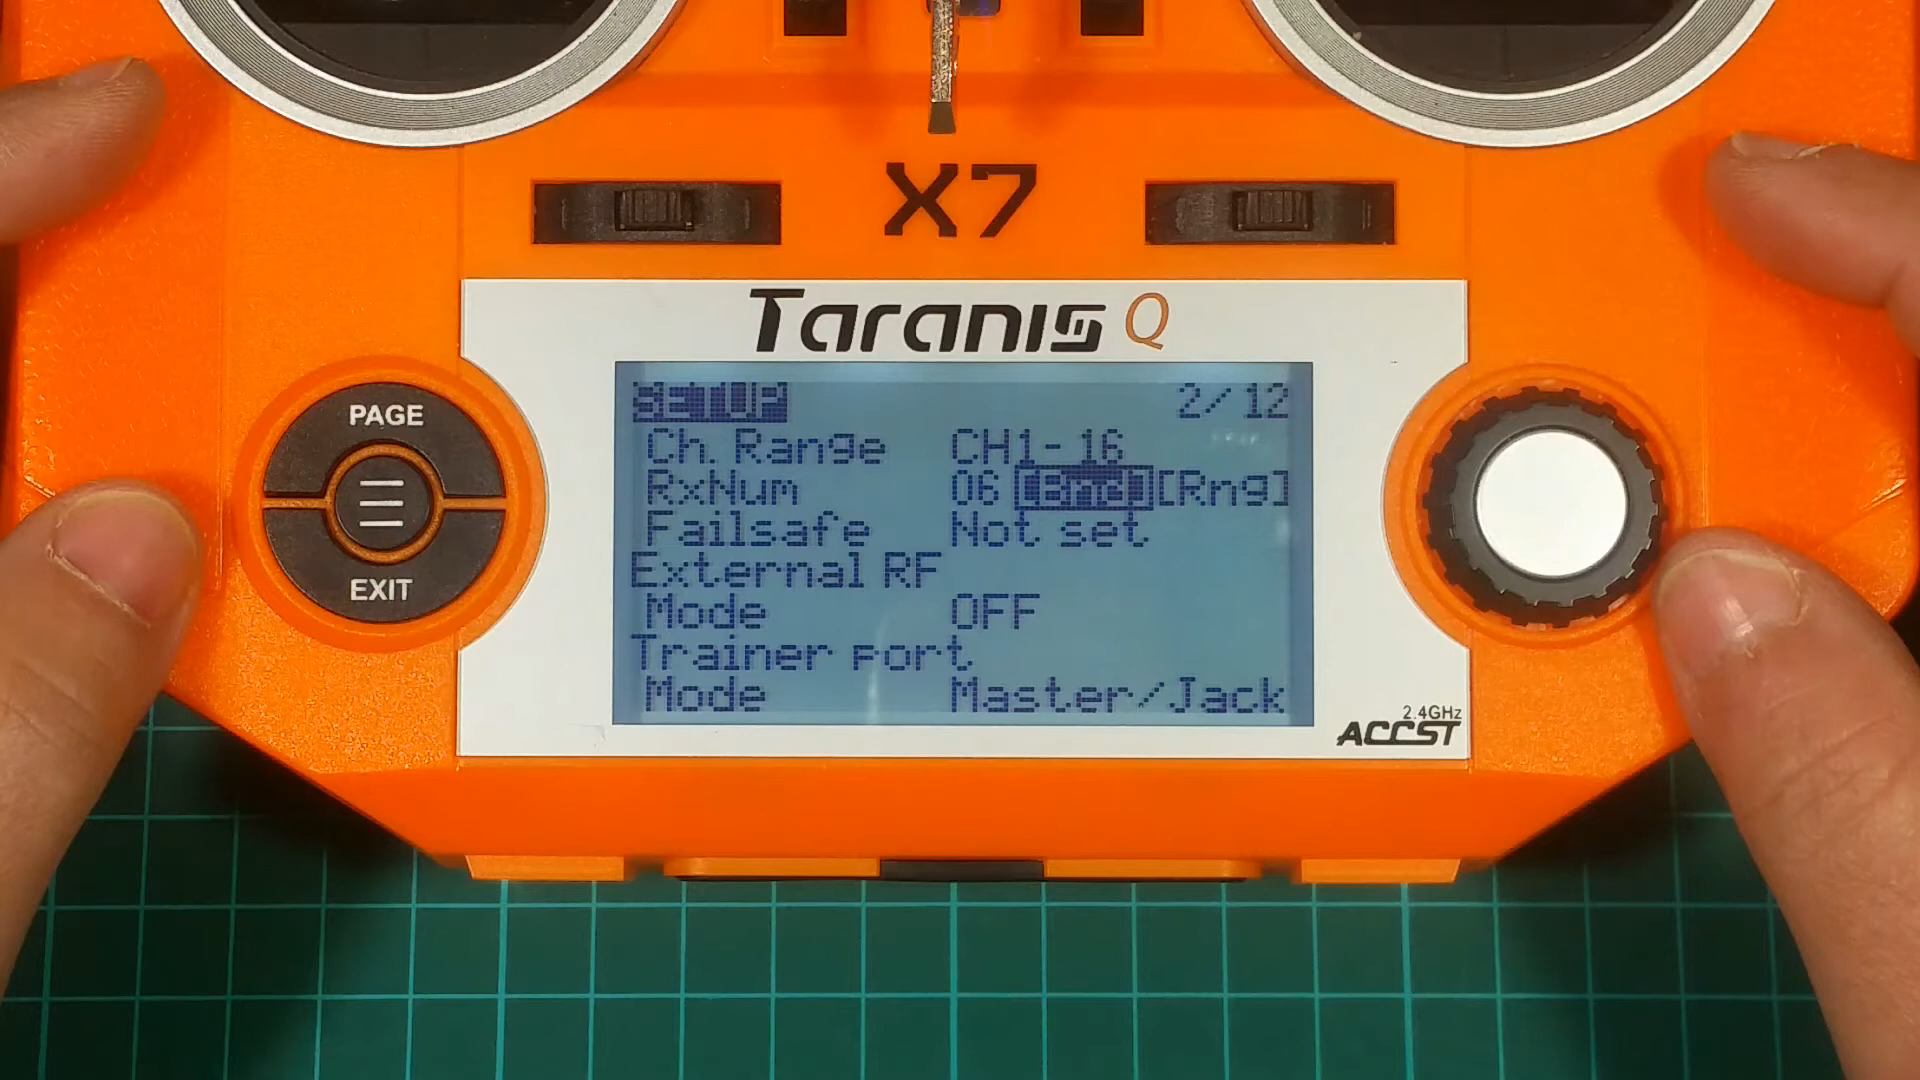 X7
Taranis Q
PAGE
EXIT
SETUP 2/12
Ch. Range CH1-16
RxNum 06 [Bnd] [Rng]
Failsafe Not set
External RF
Mode OFF
Trainer port
Mode Master/Jack
2.4GHz
ACCST